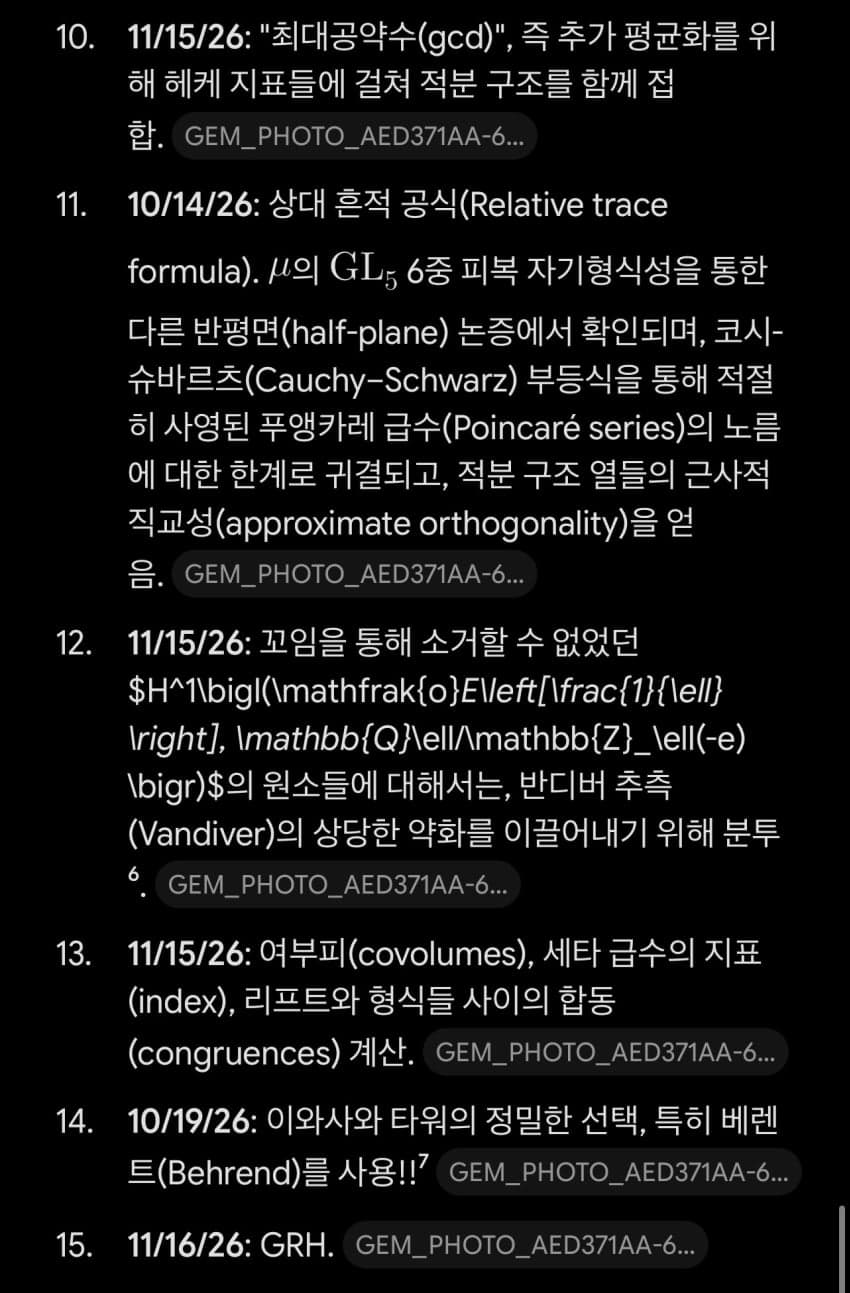 10. 11/15/26: "최대공약수(gcd)", 즉 추가 평균화를 위
해 헤케 지표들에 걸쳐 적분 구조를 함께 접
합. GEM_PHOTO_AED371AA-6...
11. 10/14/26: 상대 흔적 공식(Relative trace
formula). μ의 GL₅ 6중 피복 자기형식성을 통한
다른 반평면(half-plane) 논증에서 확인되며, 코시-
슈바르츠(Cauchy–Schwarz) 부등식을 통해 적절
히 사영된 푸앵카레 급수(Poincaré series)의 노름
에 대한 한계로 귀결되고, 적분 구조 열들의 근사적
직교성(approximate orthogonality)을 얻
음. GEM_PHOTO_AED371AA-6...
12. 11/15/26: 꼬임을 통해 소거할 수 없었던
$H^1\bigl(\mathfrak{o}E\left[\frac{1}{\ell}
\right], \mathbb{Q}\ell/\mathbb{Z}_\ell(-e)
\bigr)$의 원소들에 대해서는, 반디버 추측
(Vandiver)의 상당한 약화를 이끌어내기 위해 분투
⁶. GEM_PHOTO_AED371AA-6...
13. 11/15/26: 여부피(covolumes), 세타 급수의 지표
(index), 리프트와 형식들 사이의 합동
(congruences) 계산. GEM_PHOTO_AED371AA-6...
14. 10/19/26: 이와사와 타워의 정밀한 선택, 특히 베렌
트(Behrend)를 사용!!⁷ GEM_PHOTO_AED371AA-6...
15. 11/16/26: GRH. GEM_PHOTO_AED371AA-6...